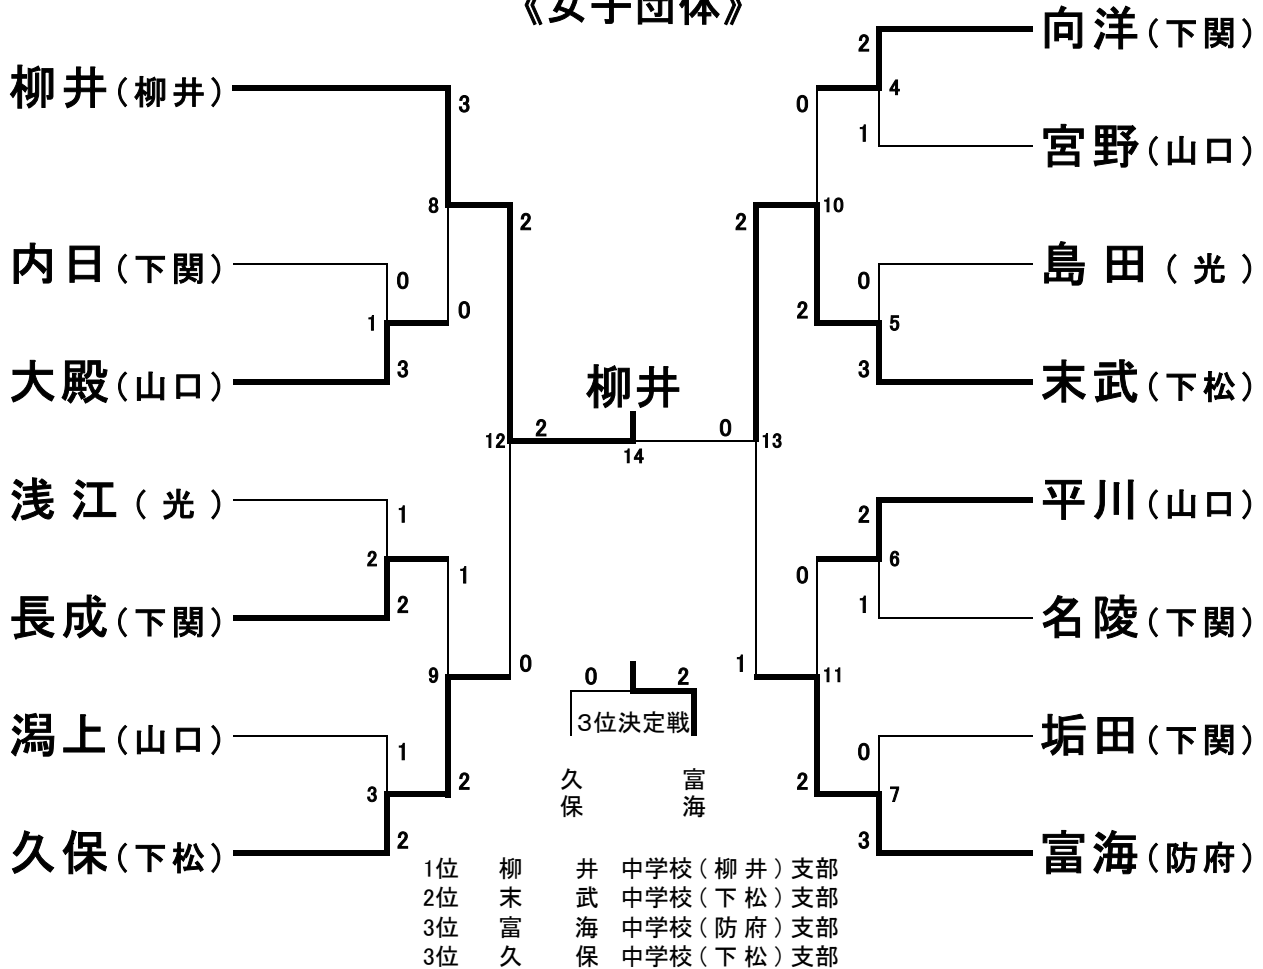 《女子団体》
柳井(柳井)
3
8
2
内日(下関)
0
0
1
大殿(山口)
3
12
2
浅江(光)
1
2
1
長成(下関)
2
9
0
潟上(山口)
1
3
2
久保(下松)
2
柳井
14
向洋(下関)
2
4
0
宮野(山口)
1
2
10
島田(光)
0
2
5
末武(下松)
3
0
13
平川(山口)
2
6
0
名陵(下関)
1
1
11
垢田(下関)
0
2
7
富海(防府)
3
0
2
3位決定戦
久保
富海
1位 柳井 中学校(柳井)支部
2位 末武 中学校(下松)支部
3位 富海 中学校(防府)支部
3位 久保 中学校(下松)支部